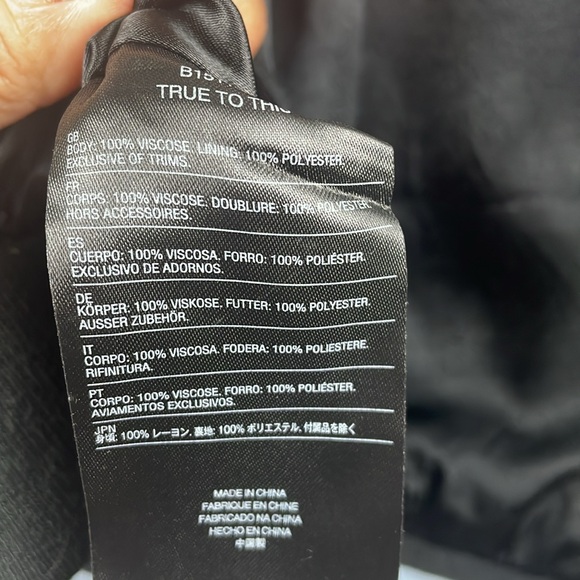 B151
TRUE TO THIS
GB
BODY: 100% VISCOSE. LINING: 100% POLYESTER.
EXCLUSIVE OF TRIMS.
FR
CORPS: 100% VISCOSE. DOUBLURE: 100% POLYESTER
HORS ACCESSOIRES.
ES
CUERPO: 100% VISCOSA. FORRO: 100% POLIÉSTER.
EXCLUSIVO DE ADORNOS.
DE
KÖRPER: 100% VISKOSE. FUTTER: 100% POLYESTER.
AUSSER ZUBEHÖR.
IT
CORPO: 100% VISCOSA. FODERA: 100% POLIESTERE.
RIFINITURA.
PT
CORPO: 100% VISCOSE. FORRO: 100% POLIÉSTER.
AVIAMENTOS EXCLUSIVOS.
JPN
身頃: 100% レーヨン. 裏地: 100% ポリエステル. 付属品を除く
MADE IN CHINA
FABRIQUE EN CHINE
FABRICADO NA CHINA
HECHO EN CHINA
中国製